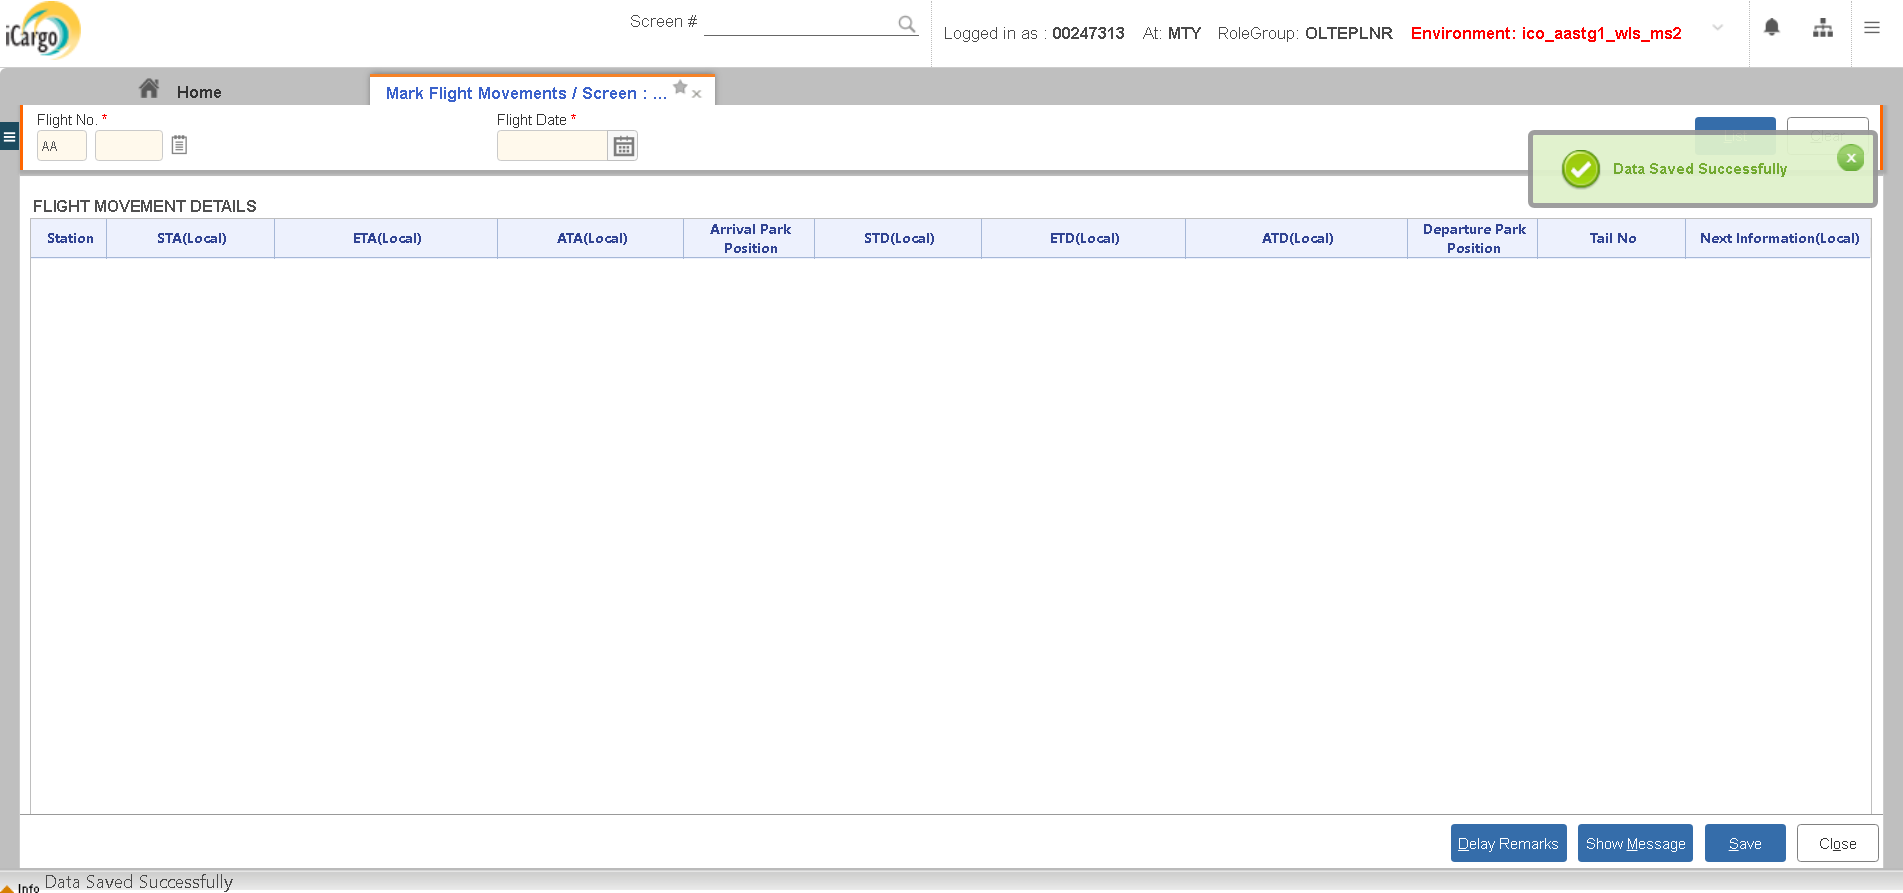 iCargo
Screen #
Logged in as : 00247313 At: MTY RoleGroup: OLTEPLNR Environment: ico_aastg1_wls_ms2
Home
Mark Flight Movements / Screen : ...
Flight No. *
Flight Date *
AA
Clear
Data Saved Successfully
FLIGHT MOVEMENT DETAILS
Station STA(Local) ETA(Local) ATA(Local) Arrival Park Position STD(Local) ETD(Local) ATD(Local) Departure Park Position Tail No Next Information(Local)
Delay Remarks Show Message Save Close
Info Data Saved Successfully